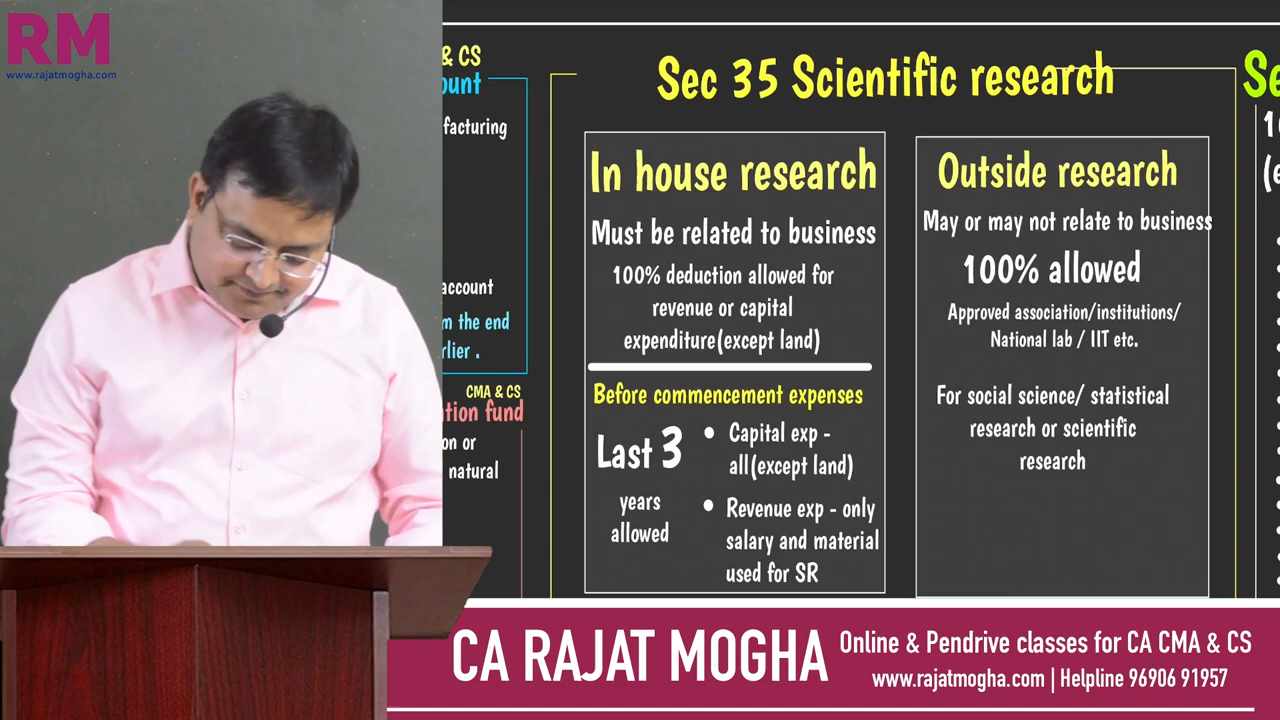 RM
www.rajatmogha.com
& CS
ount
facturing
account
m the end
rlier .
CMA & CS
tion fund
on or
natural
Sec 35 Scientific research
In house research
Must be related to business
100% deduction allowed for
revenue or capital
expenditure(except land)
Before commencement expenses
Last 3
years
allowed
• Capital exp -
all(except land)
• Revenue exp - only
salary and material
used for SR
Outside research
May or may not relate to business
100% allowed
Approved association/institutions/
National lab / IIT etc.
For social science/ statistical
research or scientific
research
Se
(e
CA RAJAT MOGHA
Online & Pendrive classes for CA CMA & CS
www.rajatmogha.com | Helpline 96906 91957